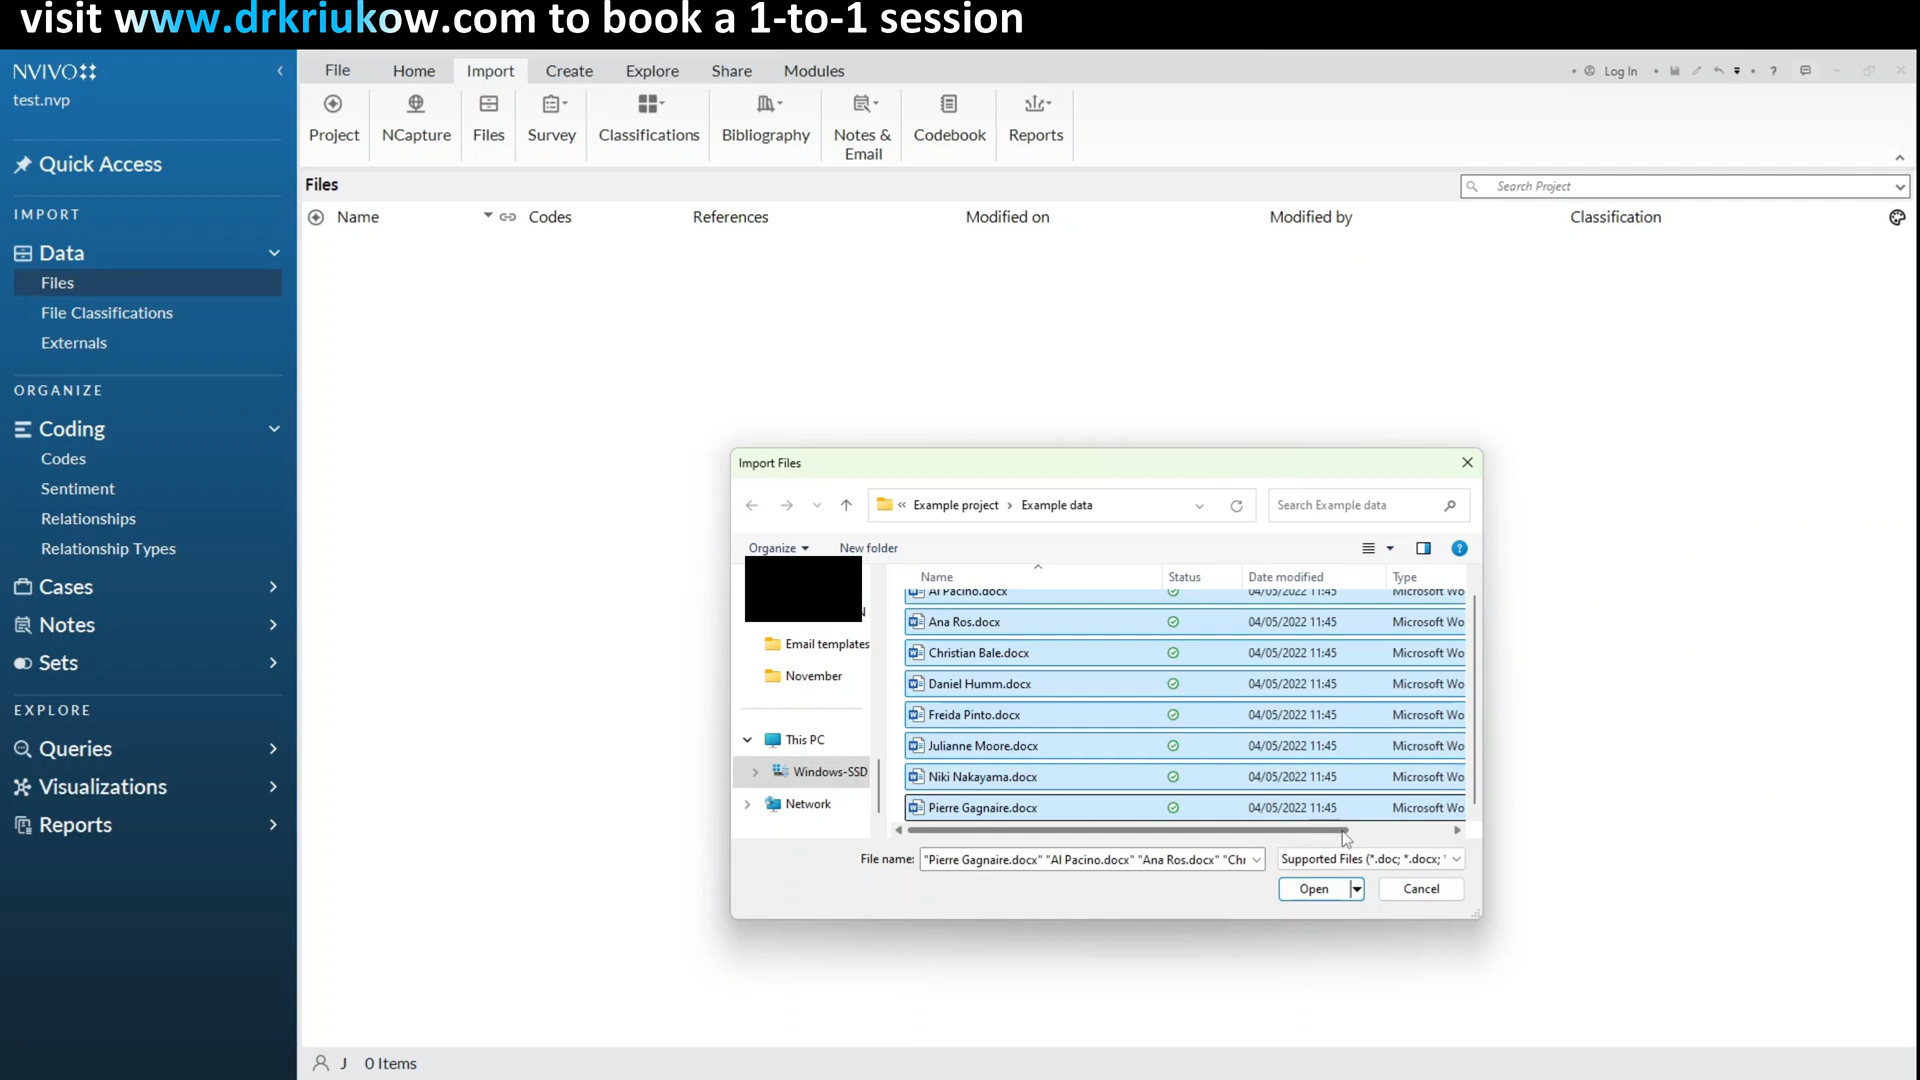 visit www.drkriukow.com to book a 1-to-1 session
NVIVO
test.nvp
File Home Import Create Explore Share Modules
Log In ?
Project NCapture Files Survey Classifications Bibliography Notes & Email Codebook Reports
Quick Access
IMPORT
Data
Files
File Classifications
Externals
ORGANIZE
Coding
Codes
Sentiment
Relationships
Relationship Types
Cases
Notes
Sets
EXPLORE
Queries
Visualizations
Reports
Files
Search Project
Name Codes References Modified on Modified by Classification
Import Files
« Example project › Example data
Search Example data
Organize New folder
?
Email templates
November
This PC
Windows-SSD
Network
Name Status Date modified Type
Al Pacino.docx 04/05/2022 11:45 Microsoft Wo
Ana Ros.docx 04/05/2022 11:45 Microsoft Wo
Christian Bale.docx 04/05/2022 11:45 Microsoft Wo
Daniel Humm.docx 04/05/2022 11:45 Microsoft Wo
Freida Pinto.docx 04/05/2022 11:45 Microsoft Wo
Julianne Moore.docx 04/05/2022 11:45 Microsoft Wo
Niki Nakayama.docx 04/05/2022 11:45 Microsoft Wo
Pierre Gagnaire.docx 04/05/2022 11:45 Microsoft Wo
File name: "Pierre Gagnaire.docx" "Al Pacino.docx" "Ana Ros.docx" "Chr
Supported Files (*.doc; *.docx;
Open Cancel
J 0 Items